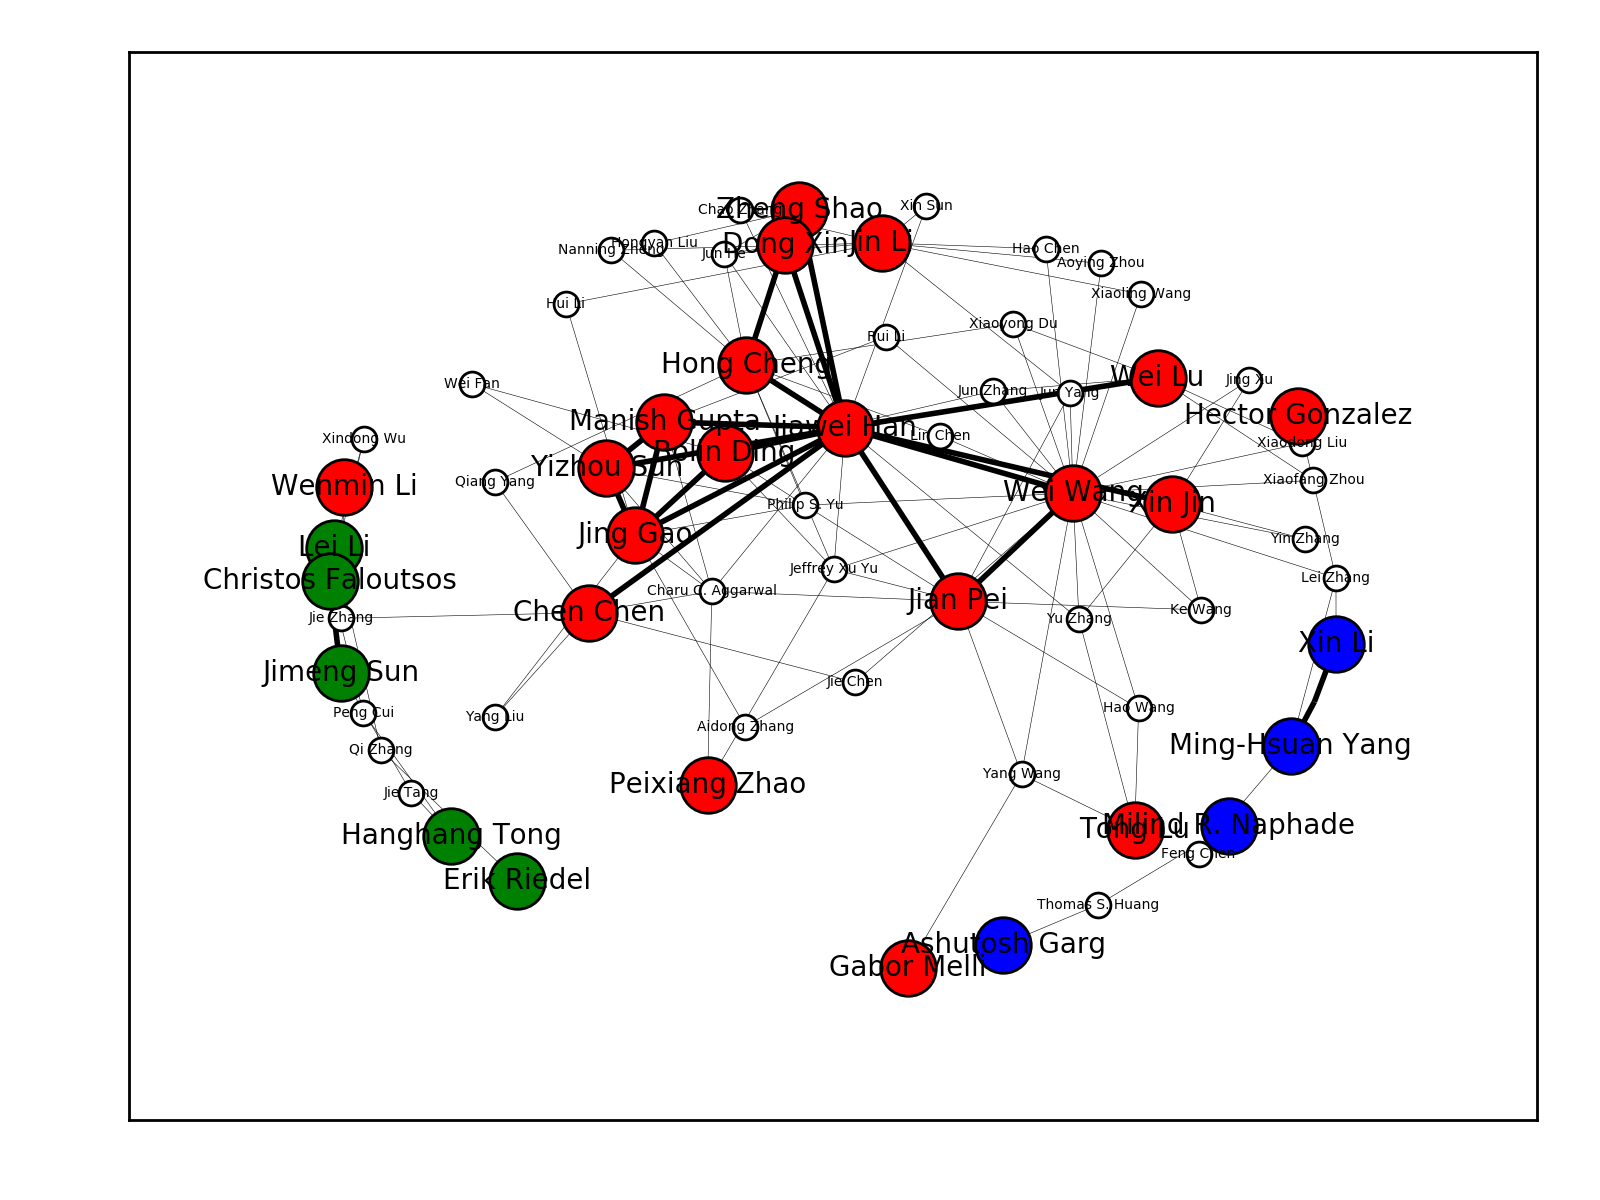 Xin Sun
Chao Zhang
Zheng Shao
Hongyan Liu
Nanning Zheng
Jun He
Dong Xin
Jin Li
Hao Chen
Aoying Zhou
Xiaoling Wang
Hui Li
Xiaoyong Du
Rui Li
Hong Cheng
Wei Fan
Wei Lu
Jing Xu
Jun Zhang
Jun Yang
Hector Gonzalez
Manish Gupta
Jiawei Han
Lin Chen
Xindong Wu
Xiaodong Liu
Bolin Ding
Yizhou Sun
Qiang Yang
Xiaofang Zhou
Wenmin Li
Wei Wang
Xin Jin
Philip S. Yu
Jing Gao
Yin Zhang
Lei Li
Jeffrey Xu Yu
Christos Faloutsos
Lei Zhang
Charu C. Aggarwal
Jian Pei
Chen Chen
Ke Wang
Jie Zhang
Yu Zhang
Xin Li
Jimeng Sun
Jie Chen
Hao Wang
Peng Cui
Yang Liu
Aidong Zhang
Ming-Hsuan Yang
Qi Zhang
Yang Wang
Peixiang Zhao
Jie Tang
Tong Lu
Milind R. Naphade
Hanghang Tong
Feng Chen
Erik Riedel
Thomas S. Huang
Ashutosh Garg
Gabor Melli